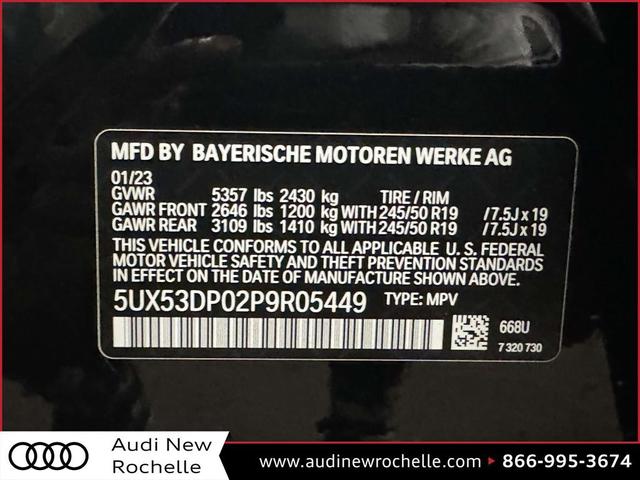 MFD BY BAYERISCHE MOTOREN WERKE AG
01/23
GVWR 5357 lbs 2430 kg TIRE / RIM
GAWR FRONT 2646 lbs 1200 kg WITH 245/50 R19 / 7.5J x 19
GAWR REAR 3109 lbs 1410 kg WITH 245/50 R19 / 7.5J x 19
THIS VEHICLE CONFORMS TO ALL APPLICABLE U. S. FEDERAL
MOTOR VEHICLE SAFETY AND THEFT PREVENTION STANDARDS
IN EFFECT ON THE DATE OF MANUFACTURE SHOWN ABOVE.
5UX53DP02P9R05449 TYPE: MPV
668U
7 320 730
Audi New
Rochelle
www.audinewrochelle.com 866-995-3674